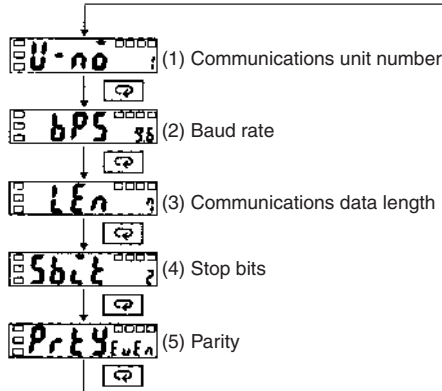 U-no 1 (1) Communications unit number
bPS 9.6 (2) Baud rate
LEn 7 (3) Communications data length
Sbit 2 (4) Stop bits
PrtY EuEn (5) Parity